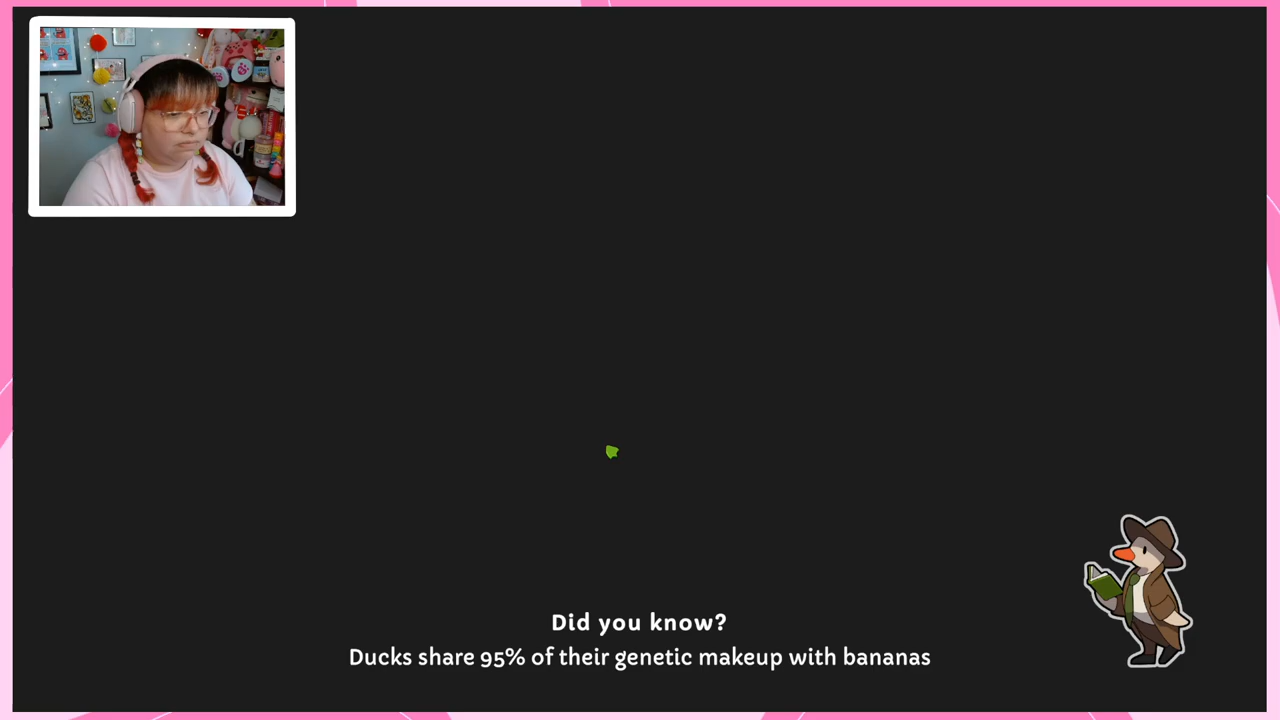 Did you know?
Ducks share 95% of their genetic makeup with bananas